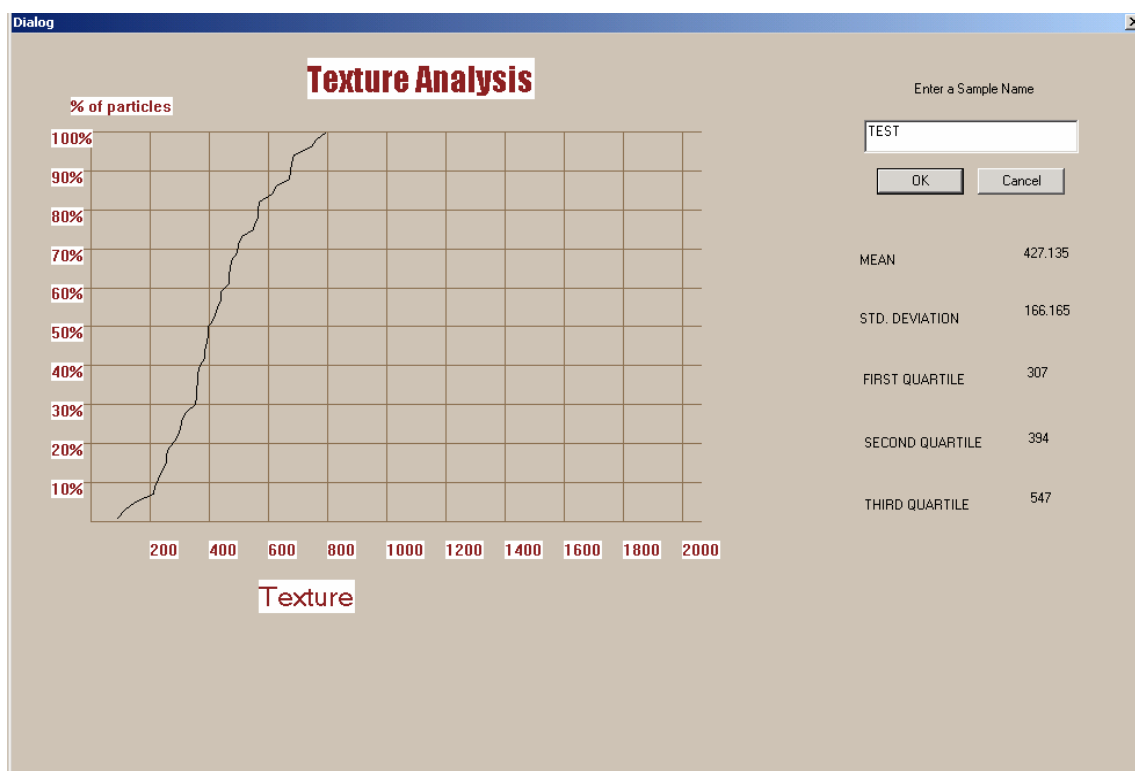 Dialog
Texture Analysis
% of particles
100%
90%
80%
70%
60%
50%
40%
30%
20%
10%
200 400 600 800 1000 1200 1400 1600 1800 2000
Texture
Enter a Sample Name
TEST
OK Cancel
MEAN 427.135
STD. DEVIATION 166.165
FIRST QUARTILE 307
SECOND QUARTILE 394
THIRD QUARTILE 547